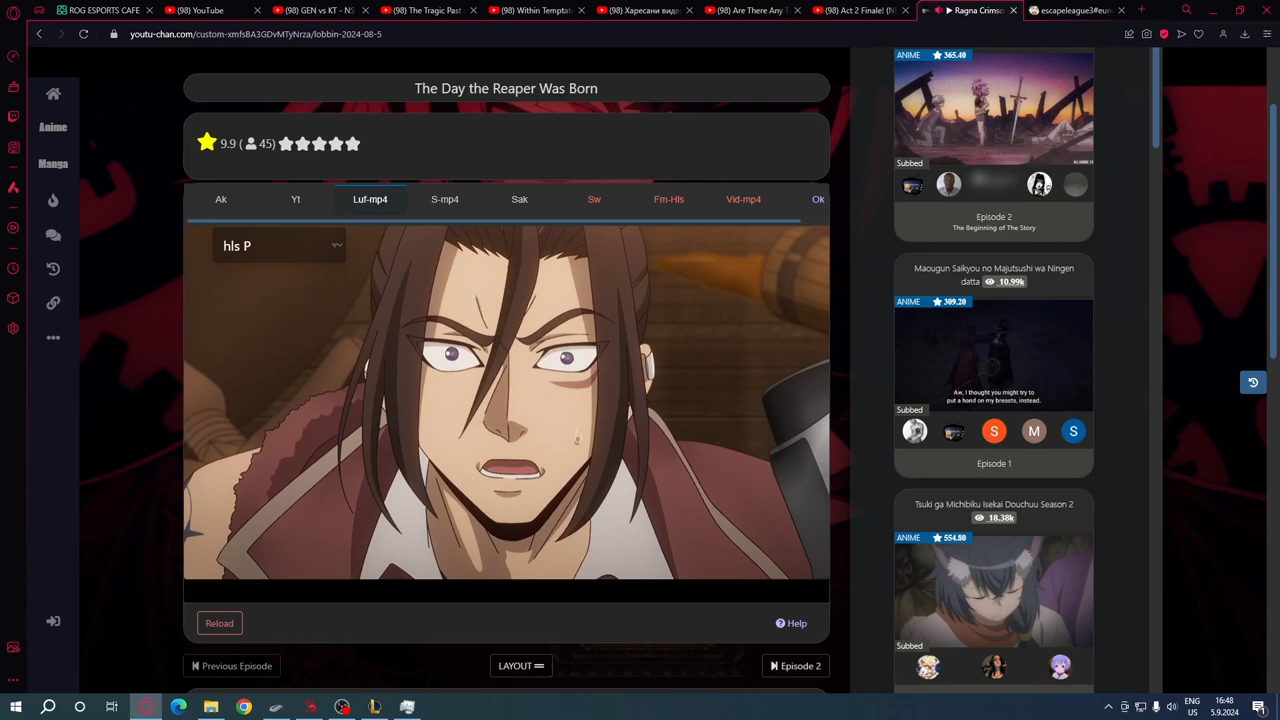 ROG ESPORTS CAFE
(98) YouTube
(98) GEN vs KT - NS
(98) The Tragic Past
(98) Within Temptat
(98) Харесани видео
(98) Are There Any T
(98) Act 2 Finale! (N
Ragna Crimso
escapeleague3#eun
youtu-chan.com/custom-xmfsBA3GDvMTyNrza/lobbin-2024-08-5
Anime
Manga
The Day the Reaper Was Born
9.9 ( 45)
Ak Yt Luf-mp4 S-mp4 Sak Sw Fm-Hls Vid-mp4 Ok
hls P
Reload
Help
Previous Episode
LAYOUT
Episode 2
ANIME 365.40
Subbed
Episode 2
The Beginning of The Story
Maougun Saikyou no Majutsushi wa Ningen
datta 10.99k
ANIME 309.20
Aw, I thought you might try to
put a hand on my breasts, instead.
Subbed
S M S
Episode 1
Tsuki ga Michibiku Isekai Douchuu Season 2
18.38k
ANIME 554.80
Subbed
ENG
US
16:48
5.9.2024
1